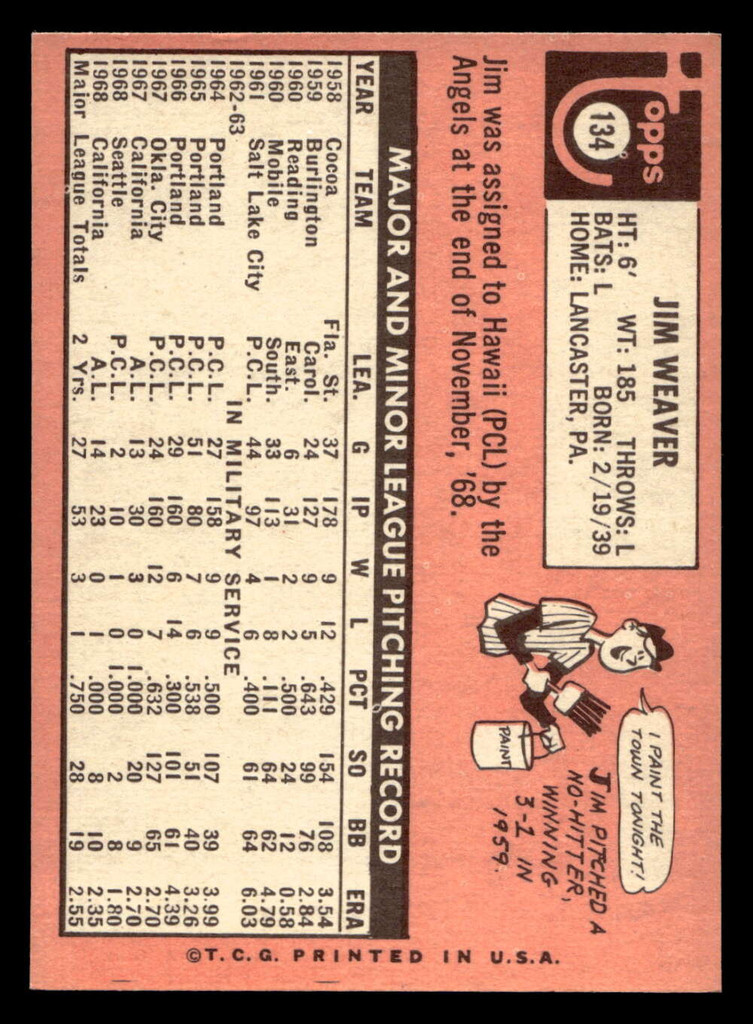 Topps
134
JIM WEAVER
HT: 6' WT: 185 THROWS: L
BATS: L BORN: 2/19/39
HOME: LANCASTER, PA.
Jim was assigned to Hawaii (PCL) by the
Angels at the end of November, '68.
I PAINT THE
TOWN TONIGHT!
PAINT
JIM PITCHED A
NO-HITTER,
WINNING
3-1 IN
1959.
MAJOR AND MINOR LEAGUE PITCHING RECORD
YEAR TEAM LEA. G IP W L PCT SO BB ERA
1958 Cocoa Fla. St. 37 178 9 12 .429 154 108 3.54
1959 Burlington Carol. 24 127 9 5 .643 99 76 2.84
1960 Reading East. 6 31 2 2 .500 24 12 0.58
1960 Mobile South. 33 113 1 8 .111 64 62 4.79
1961 Salt Lake City P.C.L. 44 97 4 6 .400 61 64 6.03
1962-63 IN MILITARY SERVICE
1964 Portland P.C.L. 27 158 9 9 .500 107 39 3.99
1965 Portland P.C.L. 51 80 7 6 .538 51 40 3.26
1966 Portland P.C.L. 29 160 6 14 .300 101 61 4.39
1967 Okla. City P.C.L. 24 160 12 7 .632 127 65 2.70
1967 California A.L. 13 30 3 0 1.000 20 9 2.70
1968 Seattle P.C.L. 2 10 1 0 1.000 2 8 1.80
1968 California A.L. 14 23 0 1 .000 8 10 2.35
Major League Totals 2 Yrs. 27 53 3 1 .750 28 19 2.55
©T.C.G. PRINTED IN U.S.A.